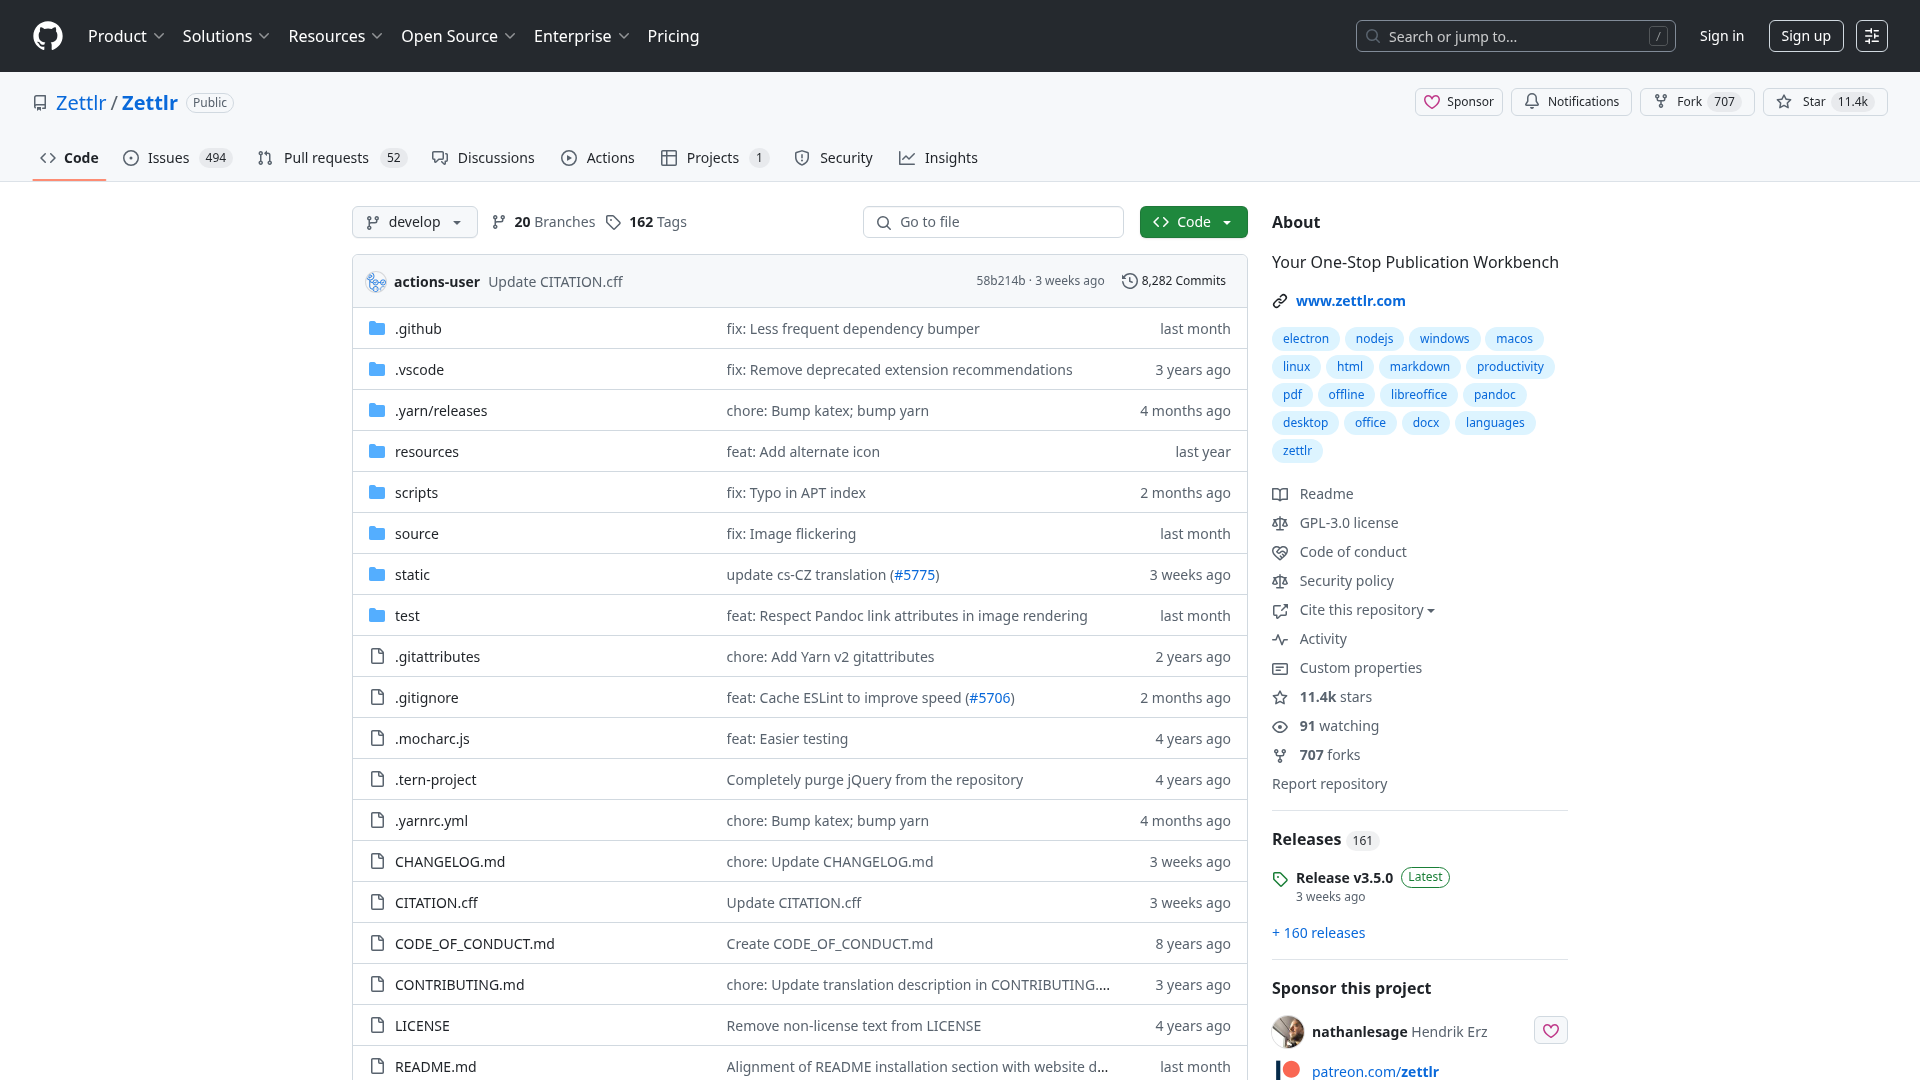 Product Solutions Resources Open Source Enterprise Pricing Search or jump to... / Sign in Sign up
Zettlr / Zettlr Public Sponsor Notifications Fork 707 Star 11.4k
Code Issues 494 Pull requests 52 Discussions Actions Projects 1 Security Insights
develop 20 Branches 162 Tags Go to file Code
actions-user Update CITATION.cff 58b214b · 3 weeks ago 8,282 Commits
.github fix: Less frequent dependency bumper last month
.vscode fix: Remove deprecated extension recommendations 3 years ago
.yarn/releases chore: Bump katex; bump yarn 4 months ago
resources feat: Add alternate icon last year
scripts fix: Typo in APT index 2 months ago
source fix: Image flickering last month
static update cs-CZ translation (#5775) 3 weeks ago
test feat: Respect Pandoc link attributes in image rendering last month
.gitattributes chore: Add Yarn v2 gitattributes 2 years ago
.gitignore feat: Cache ESLint to improve speed (#5706) 2 months ago
.mocharc.js feat: Easier testing 4 years ago
.tern-project Completely purge jQuery from the repository 4 years ago
.yarnrc.yml chore: Bump katex; bump yarn 4 months ago
CHANGELOG.md chore: Update CHANGELOG.md 3 weeks ago
CITATION.cff Update CITATION.cff 3 weeks ago
CODE_OF_CONDUCT.md Create CODE_OF_CONDUCT.md 8 years ago
CONTRIBUTING.md chore: Update translation description in CONTRIBUTING.... 3 years ago
LICENSE Remove non-license text from LICENSE 4 years ago
README.md Alignment of README installation section with website d... last month
About
Your One-Stop Publication Workbench
www.zettlr.com
electron nodejs windows macos
linux html markdown productivity
pdf offline libreoffice pandoc
desktop office docx languages
zettlr
Readme
GPL-3.0 license
Code of conduct
Security policy
Cite this repository
Activity
Custom properties
11.4k stars
91 watching
707 forks
Report repository
Releases 161
Release v3.5.0 Latest
3 weeks ago
+ 160 releases
Sponsor this project
nathanlesage Hendrik Erz
patreon.com/zettlr